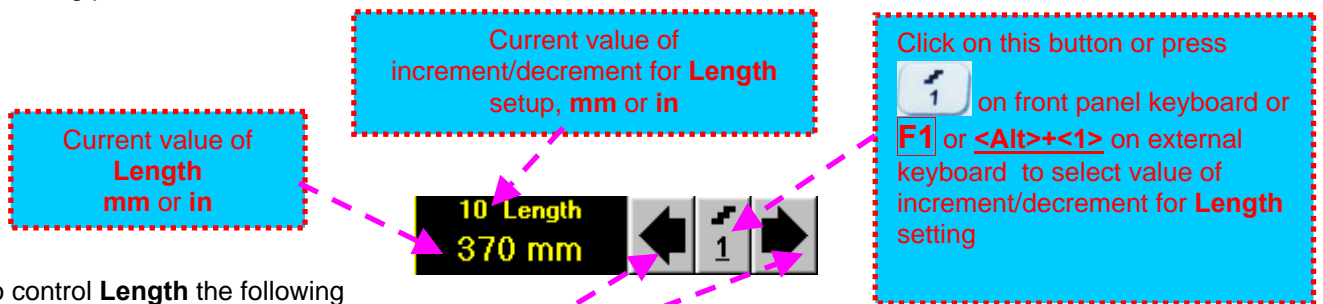 Current value of
increment/decrement for Length
setup, mm or in
Click on this button or press
1 on front panel keyboard or
F1 or <Alt>+<1> on external
keyboard to select value of
increment/decrement for Length
setting
Current value of
Length
mm or in
10 Length
370 mm
1
o control Length the following